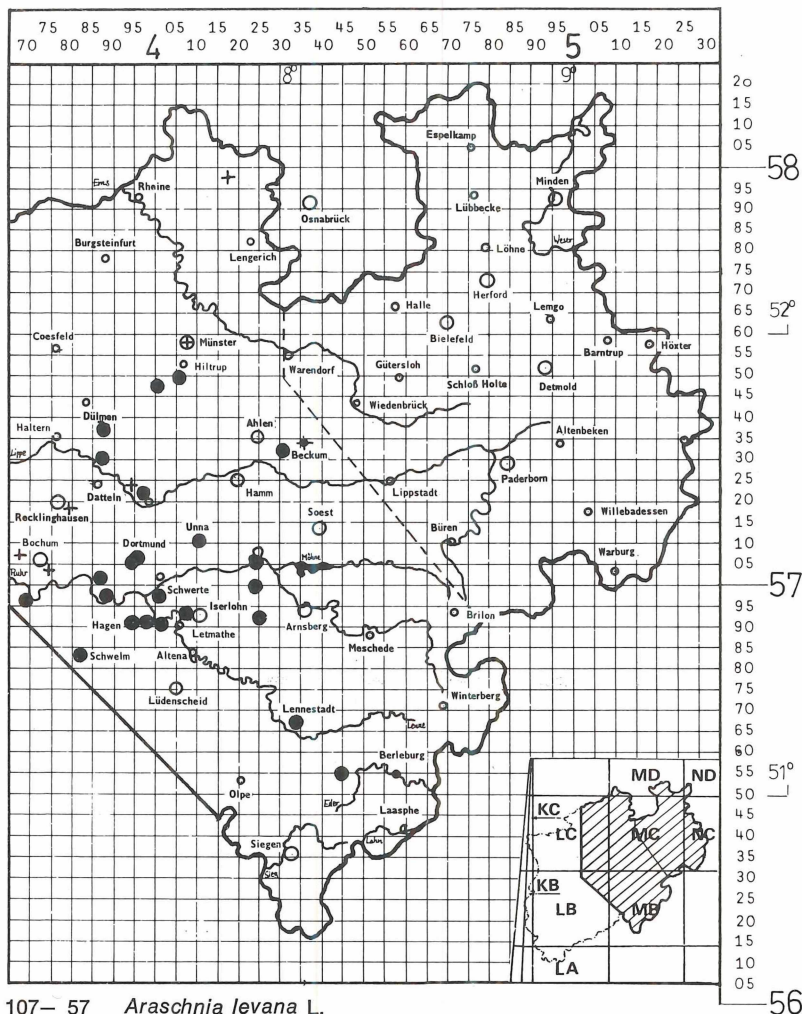 4 5
70 75 80 85 90 95 05 10 15 20 25 30 35 40 45 50 55 60 65 70 75 80 85 90 95 05 10 15 20 25 30
8° 9°
20
15
10
05
58
95
90
85
80
75
70
65
52°
60
55
50
45
40
35
30
25
20
15
10
05
57
95
90
85
80
75
70
65
60
51°
55
50
45
40
35
30
25
20
15
10
05
56
Espelkamp
Ems
Rheine
Minden
Osnabrück
Lübbecke
Burgsteinfurt
Lengerich
Löhne
Weser
Herford
Halle
Lemgo
Coesfeld
Münster
Bielefeld
Barntrup
Höxter
Hiltrup
Warendorf
Gütersloh
Schloß Holte
Detmold
Wiedenbrück
Dülmen
Haltern
Ahlen
Altenbeken
Lippe
Beckum
Datteln
Hamm
Lippstadt
Paderborn
Recklinghausen
Soest
Willebadessen
Bochum
Dortmund
Unna
Büren
Warburg
Ruhr
Möhne
Schwerte
Iserlohn
Hagen
Letmathe
Arnsberg
Brilon
Schwelm
Altena
Meschede
Lüdenscheid
Winterberg
Lennestadt
Lenne
Berleburg
Olpe
Eder
Laasphe
Siegen
Lahn
Sieg
MD ND
KC
LC MC NC
KB
LB MB
LA
107– 57 Araschnia levana L.